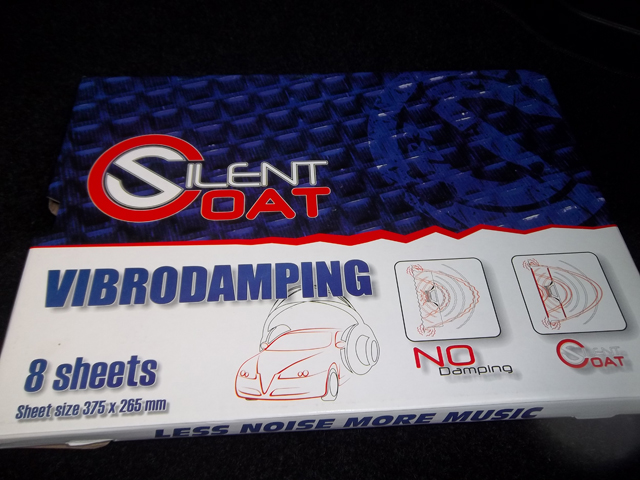 SILENT
COAT
VIBRODAMPING
8 sheets
Sheet size 375 x 265 mm
NO
Damping
SILENT
COAT
LESS NOISE MORE MUSIC